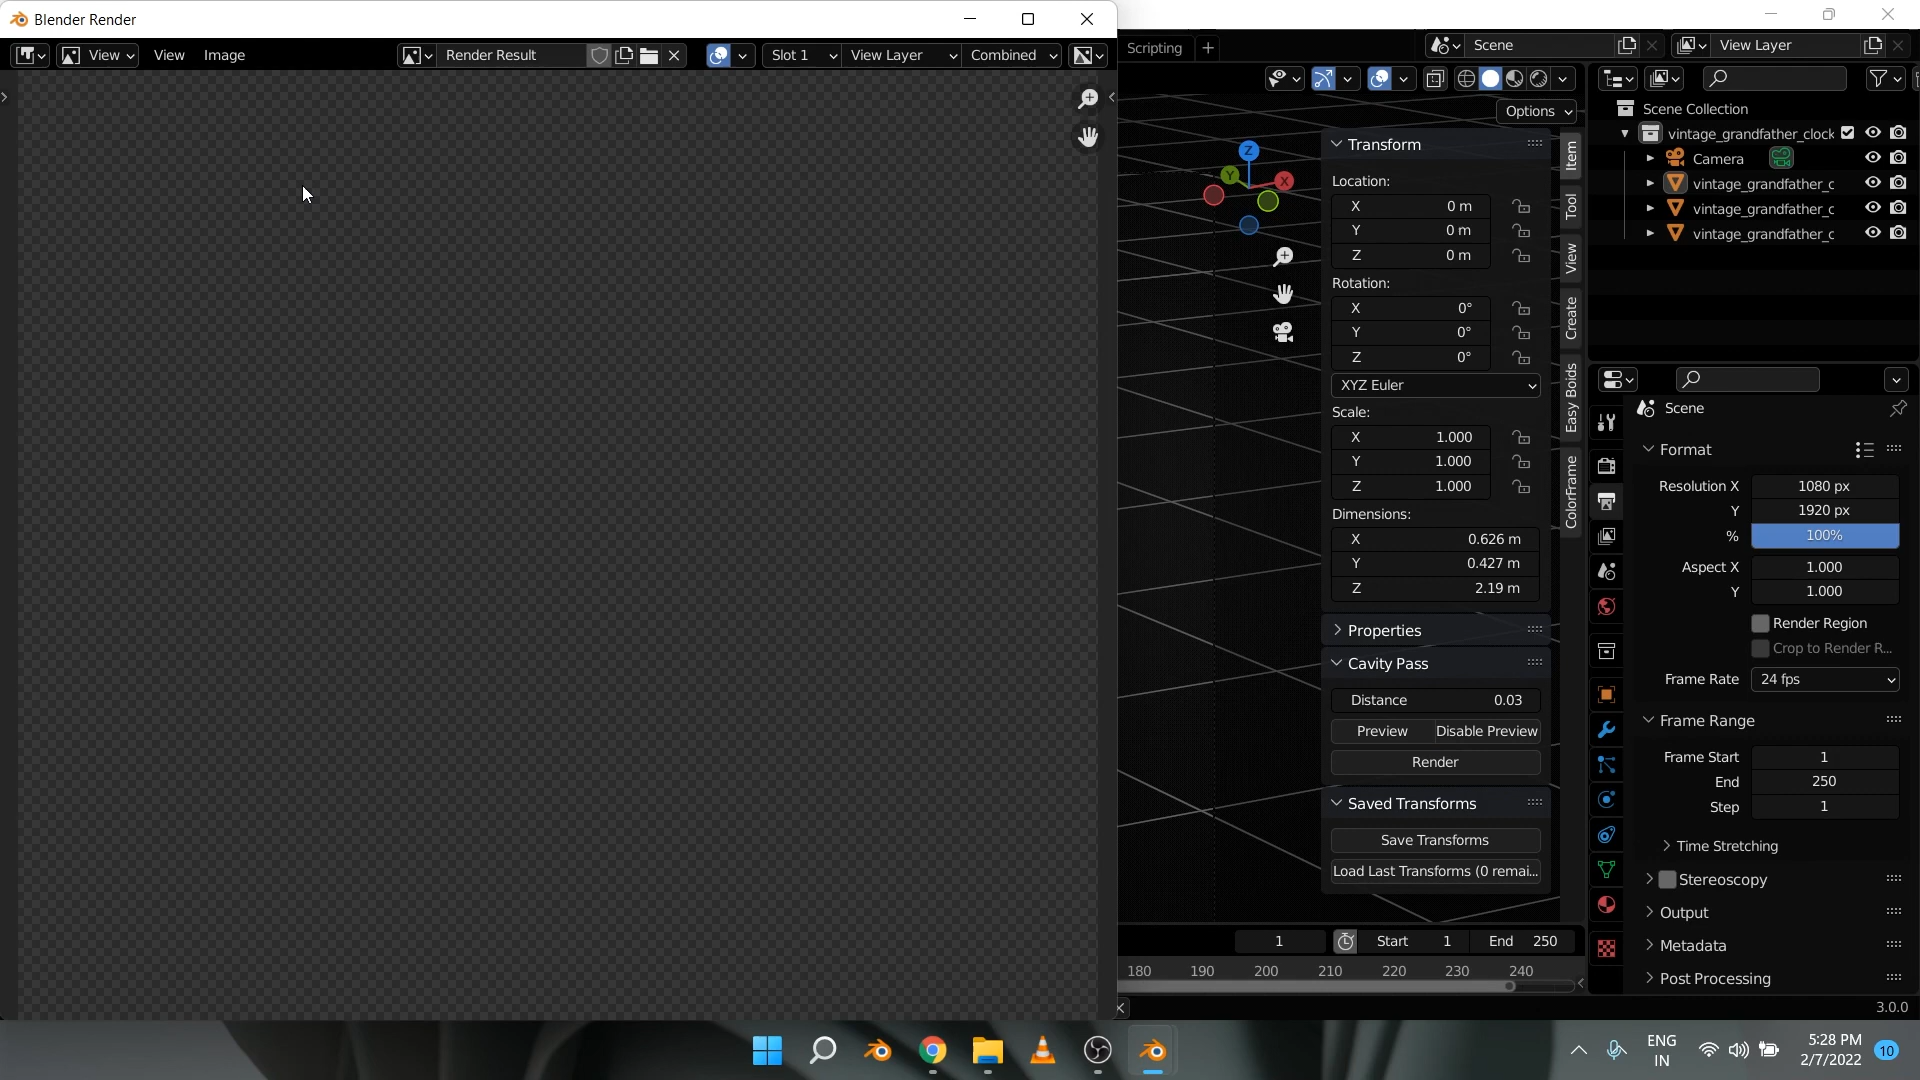 Blender Render
View
View
Image
Render Result
Slot 1
View Layer
Combined
Scripting
+
Scene
View Layer
Options
Z
Y
X
Transform
Location:
X 0 m
Y 0 m
Z 0 m
Rotation:
X 0°
Y 0°
Z 0°
XYZ Euler
Scale:
X 1.000
Y 1.000
Z 1.000
Dimensions:
X 0.626 m
Y 0.427 m
Z 2.19 m
Properties
Cavity Pass
Distance 0.03
Preview
Disable Preview
Render
Saved Transforms
Save Transforms
Load Last Transforms (0 remai...
Item
Tool
View
Create
Easy Boids
ColorFrame
1
Start 1
End 250
180 190 200 210 220 230 240
Scene Collection
vintage_grandfather_clock
Camera
vintage_grandfather_c
vintage_grandfather_c
vintage_grandfather_c
Scene
Format
Resolution X 1080 px
Y 1920 px
% 100%
Aspect X 1.000
Y 1.000
Render Region
Crop to Render R...
Frame Rate 24 fps
Frame Range
Frame Start 1
End 250
Step 1
Time Stretching
Stereoscopy
Output
Metadata
Post Processing
3.0.0
ENG
IN
5:28 PM
2/7/2022
10